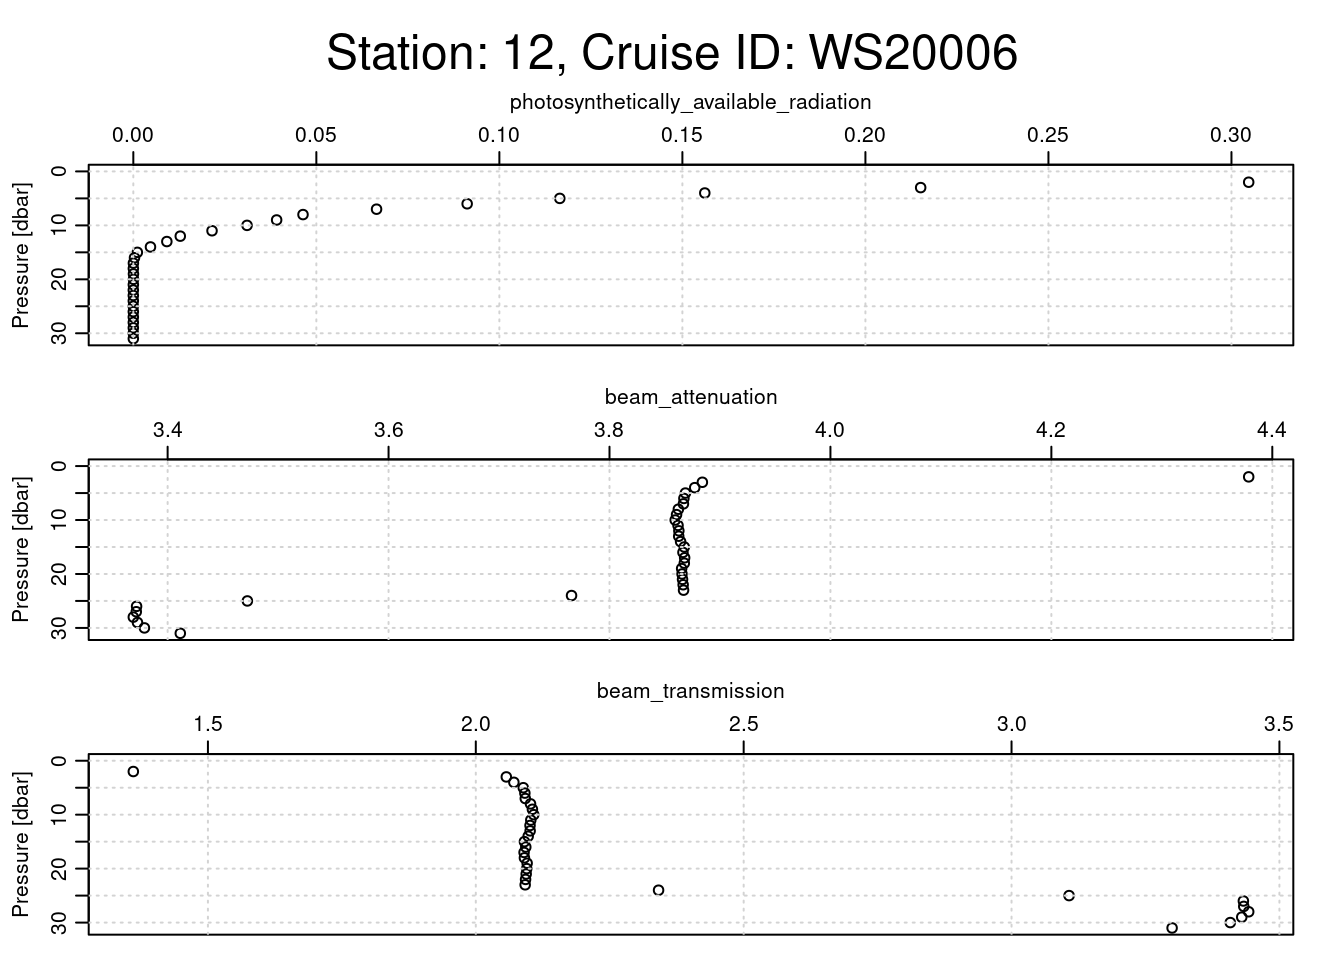 Station: 12, Cruise ID: WS20006
photosynthetically_available_radiation
0.00 0.05 0.10 0.15 0.20 0.25 0.30
Pressure [dbar]
0
10
20
30
beam_attenuation
3.4 3.6 3.8 4.0 4.2 4.4
Pressure [dbar]
0
10
20
30
beam_transmission
1.5 2.0 2.5 3.0 3.5
Pressure [dbar]
0
10
20
30